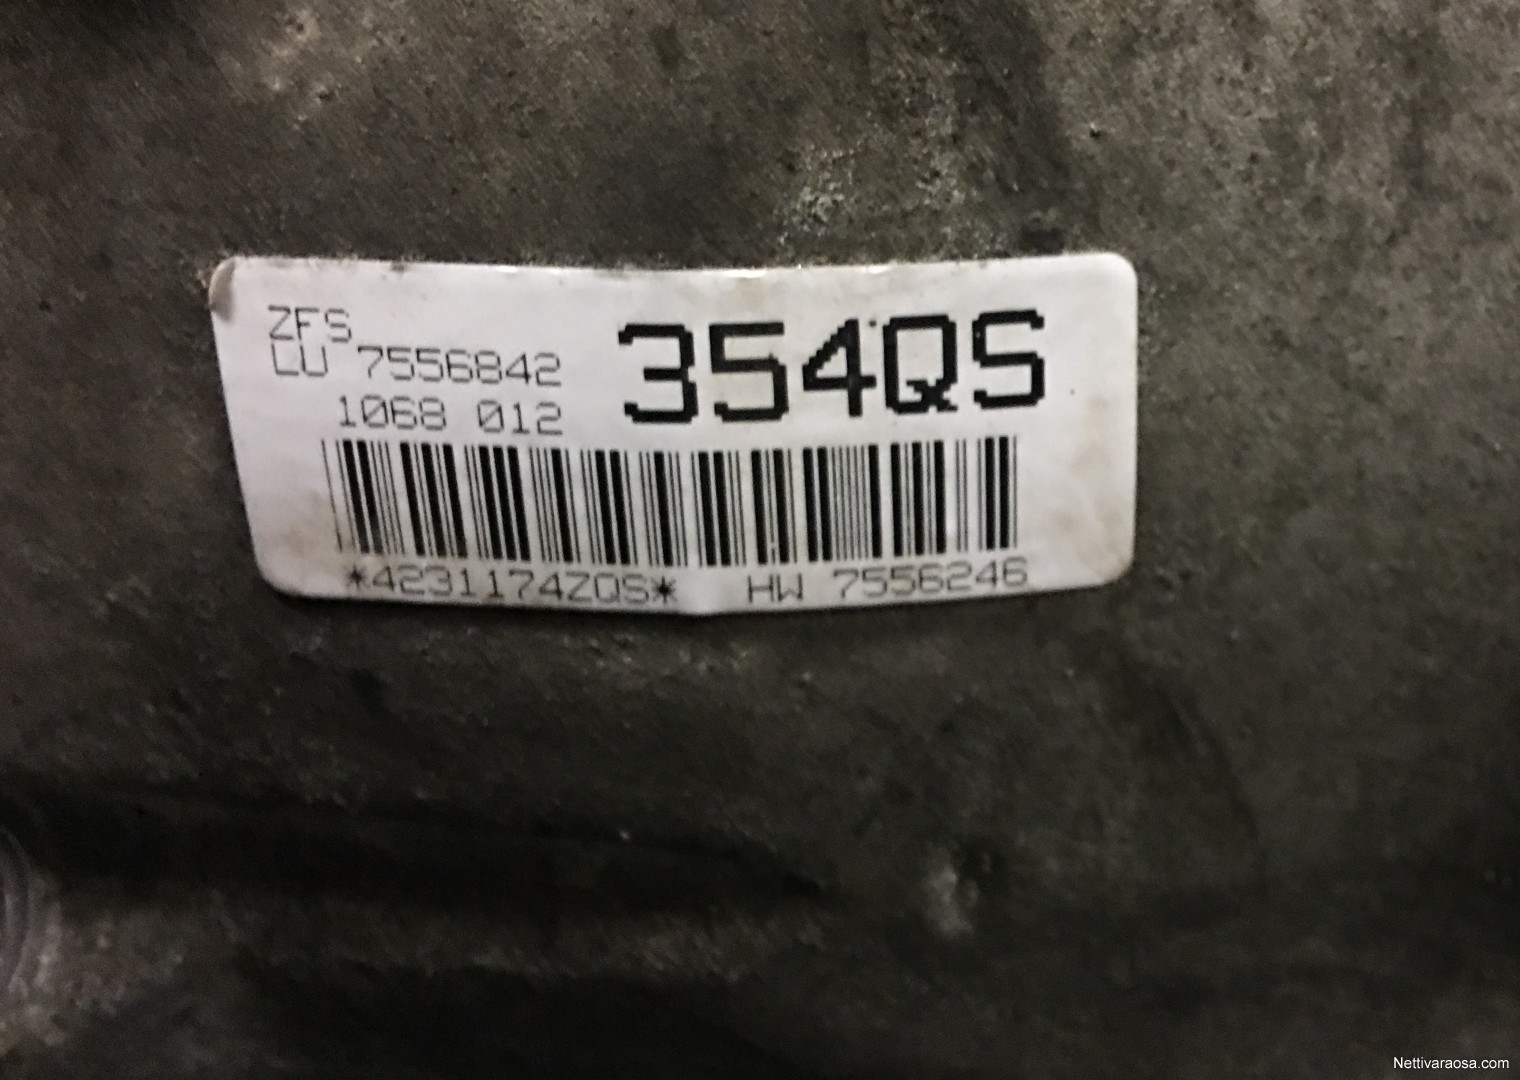 ZFS
LU 7556842
1068 012
354QS
*4231174ZQS* HW 7556246
Nettivaraosa.com